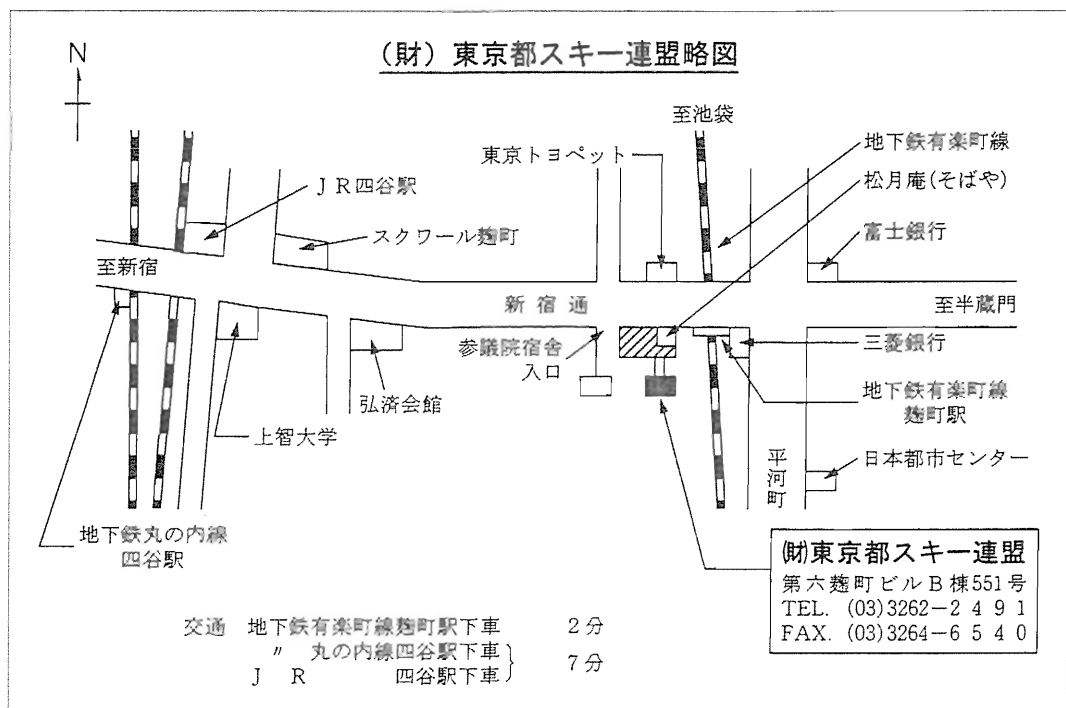 (財)東京都スキー連盟略図
N
至池袋
地下鉄有楽町線
東京トヨペット
松月庵(そばや)
JR四谷駅
スクワール麹町
富士銀行
至新宿
新宿通
至半蔵門
参議院宿舎
入口
三菱銀行
弘済会館
地下鉄有楽町線
麹町駅
上智大学
日本都市センター
平河町
地下鉄丸の内線
四谷駅
㈶東京都スキー連盟
第六麹町ビルB棟551号
TEL. (03)3262-2491
FAX. (03)3264-6540
交通 地下鉄有楽町線麹町駅下車 2分
〃 丸の内線四谷駅下車
JR 四谷駅下車 7分